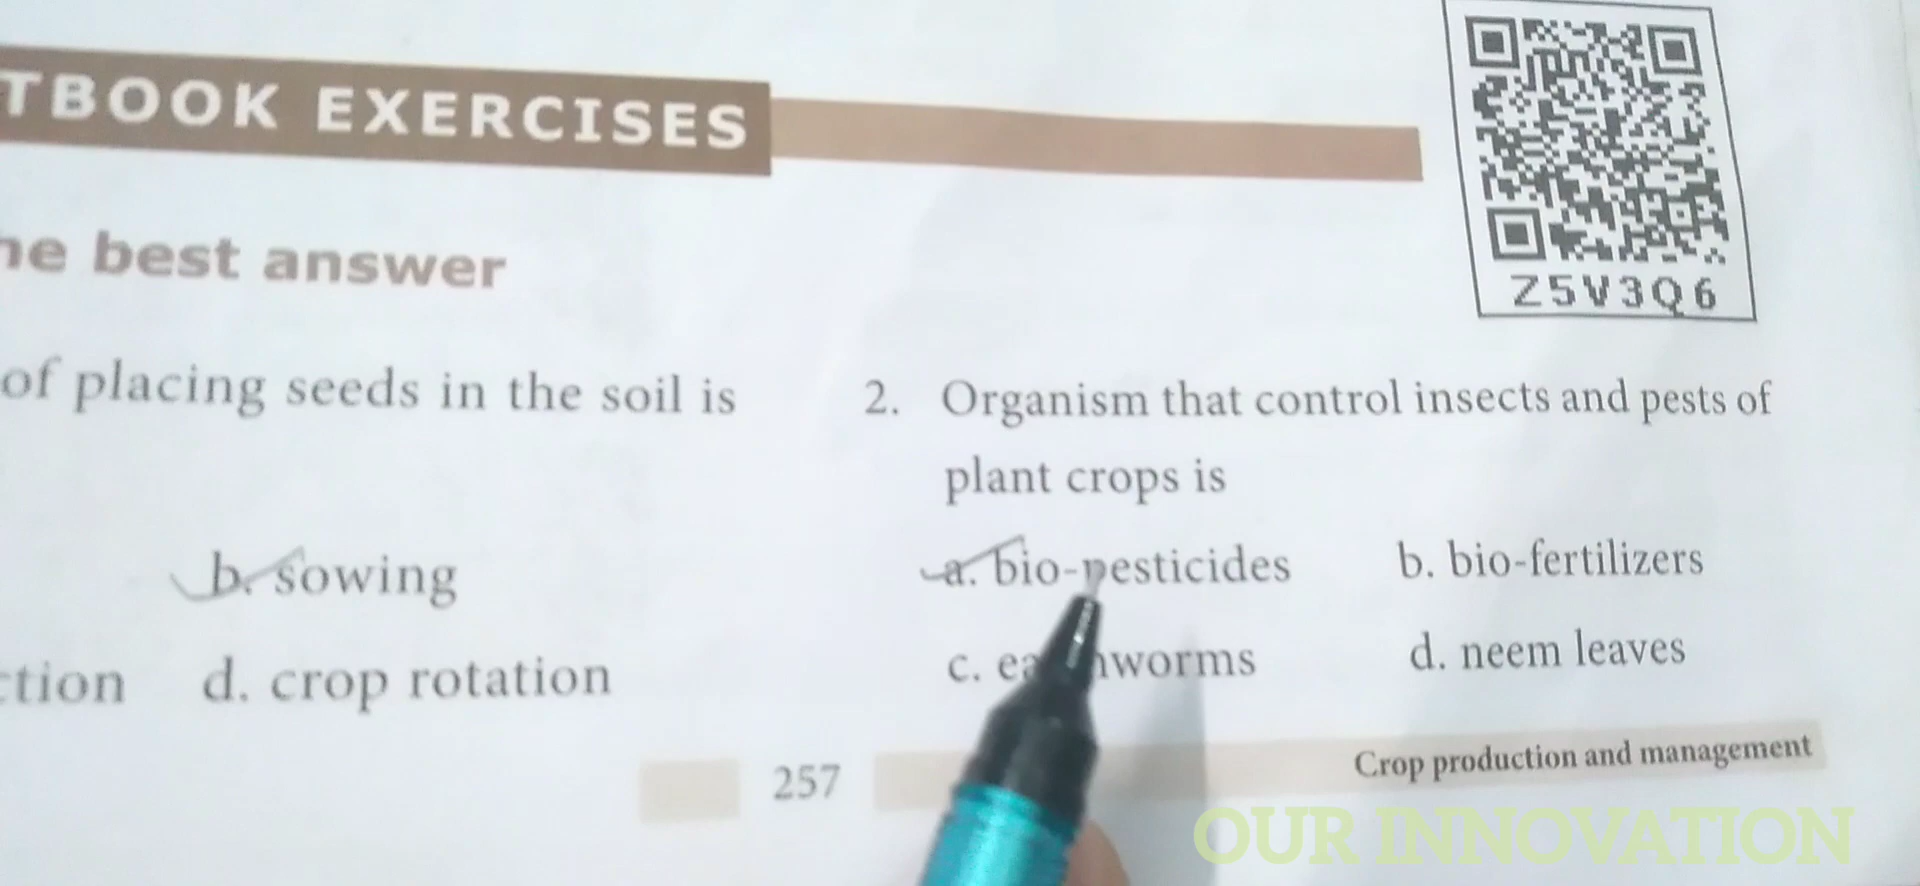 TBOOK EXERCISES
Z5V3Q6
he best answer
of placing seeds in the soil is
b. sowing
ction d. crop rotation
2. Organism that control insects and pests of
plant crops is
a. bio-pesticides b. bio-fertilizers
c. d. neem leaves
257
Crop production and management
OUR INNOVATION